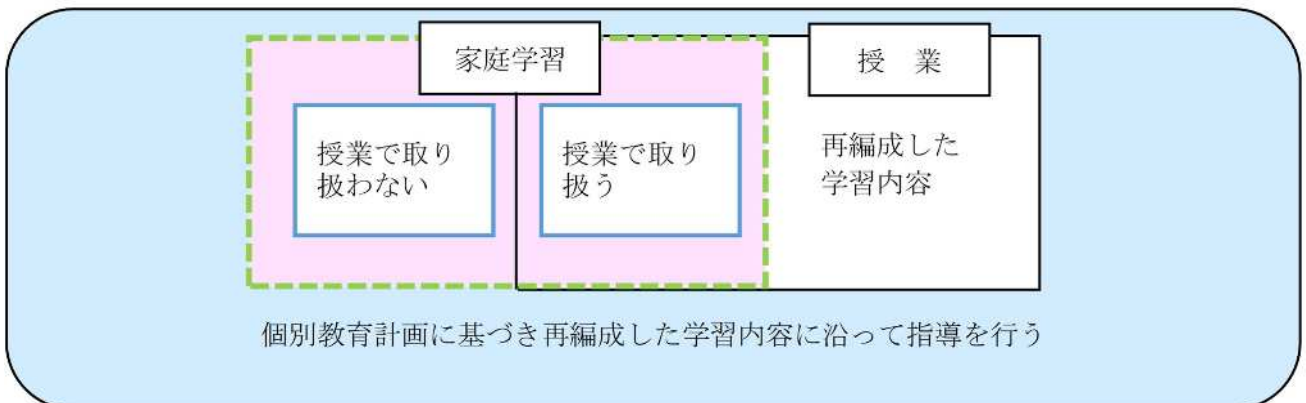 家庭学習
授　業
授業で取り
扱わない
授業で取り
扱う
再編成した
学習内容
個別教育計画に基づき再編成した学習内容に沿って指導を行う